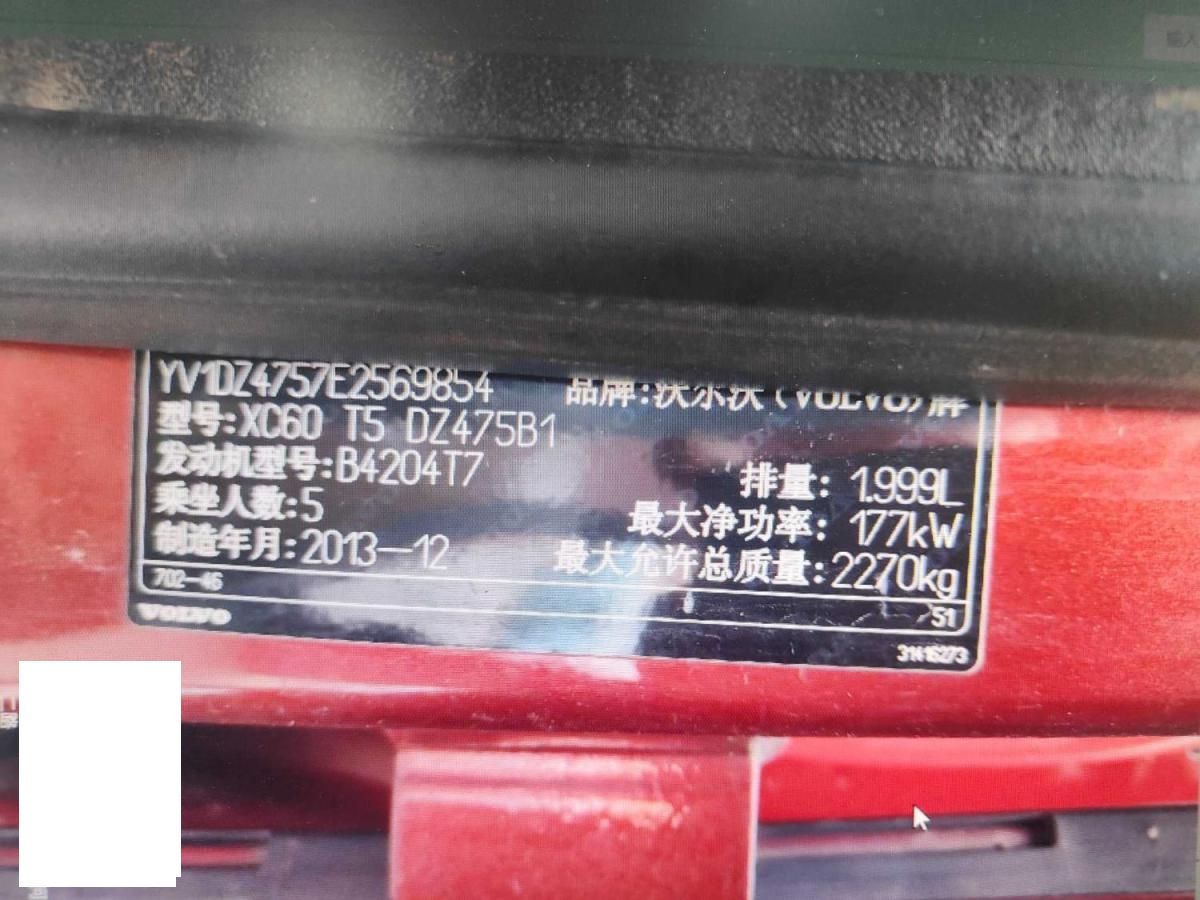 YV1DZ4757E2569854
品牌:沃尔沃(VOLVO)牌
型号:XC60 T5 DZ475B1
发动机型号:B4204T7
排量: 1.999L
乘坐人数:5
最大净功率: 177kW
制造年月:2013-12
最大允许总质量:2270kg
702-46
S1
VOLVO
31416273